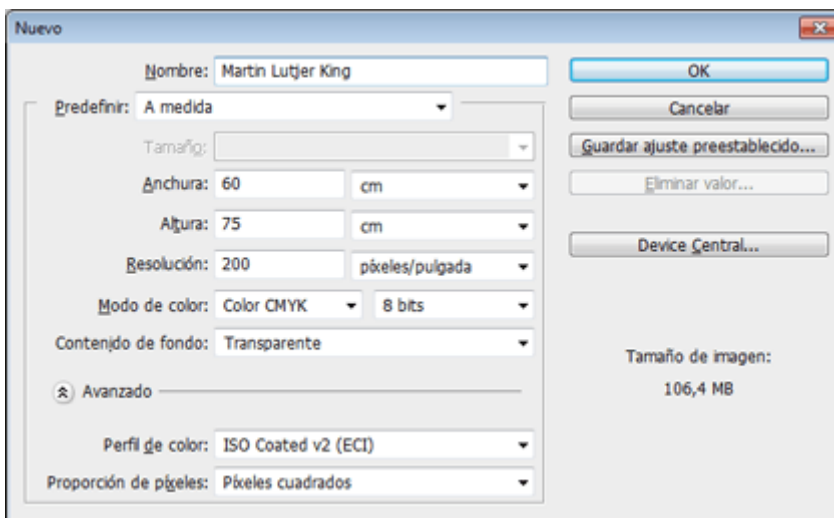 Nuevo
Nombre: Martin Lutjer King
OK
Predefinir: A medida
Cancelar
Tamaño:
Guardar ajuste preestablecido...
Anchura: 60 cm
Eliminar valor...
Altura: 75 cm
Device Central...
Resolución: 200 píxeles/pulgada
Modo de color: Color CMYK 8 bits
Contenido de fondo: Transparente
Tamaño de imagen:
106,4 MB
Avanzado
Perfil de color: ISO Coated v2 (ECI)
Proporción de píxeles: Píxeles cuadrados